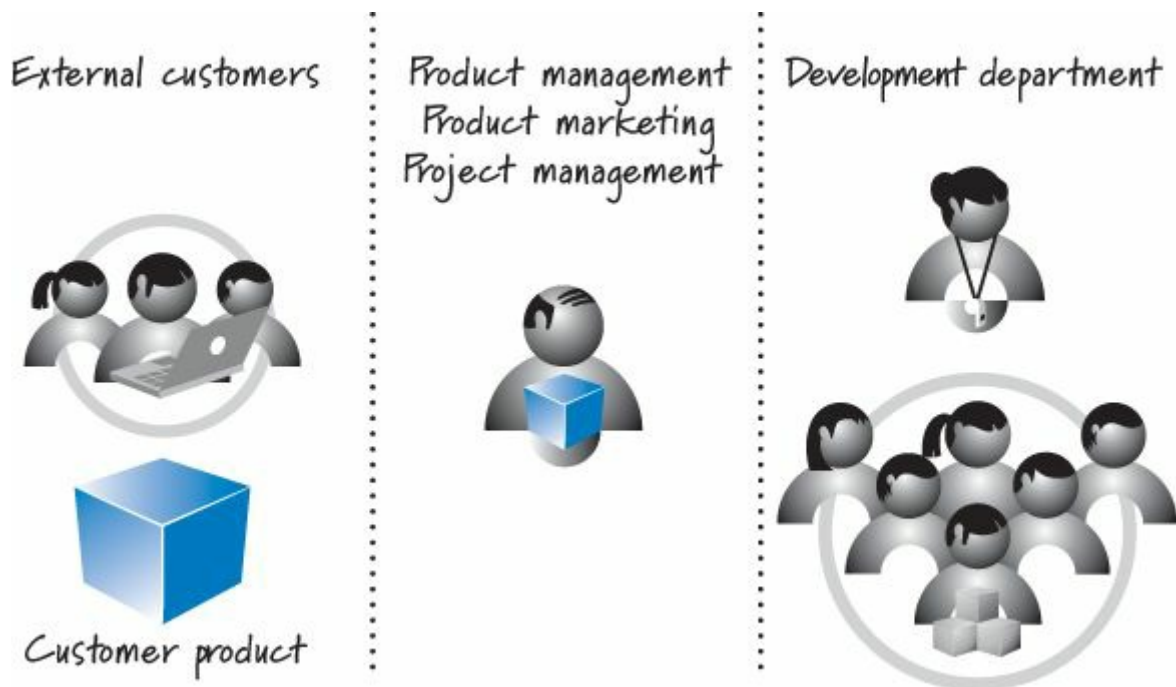 External customers
Product management
Product marketing
Project management
Development department
Customer product